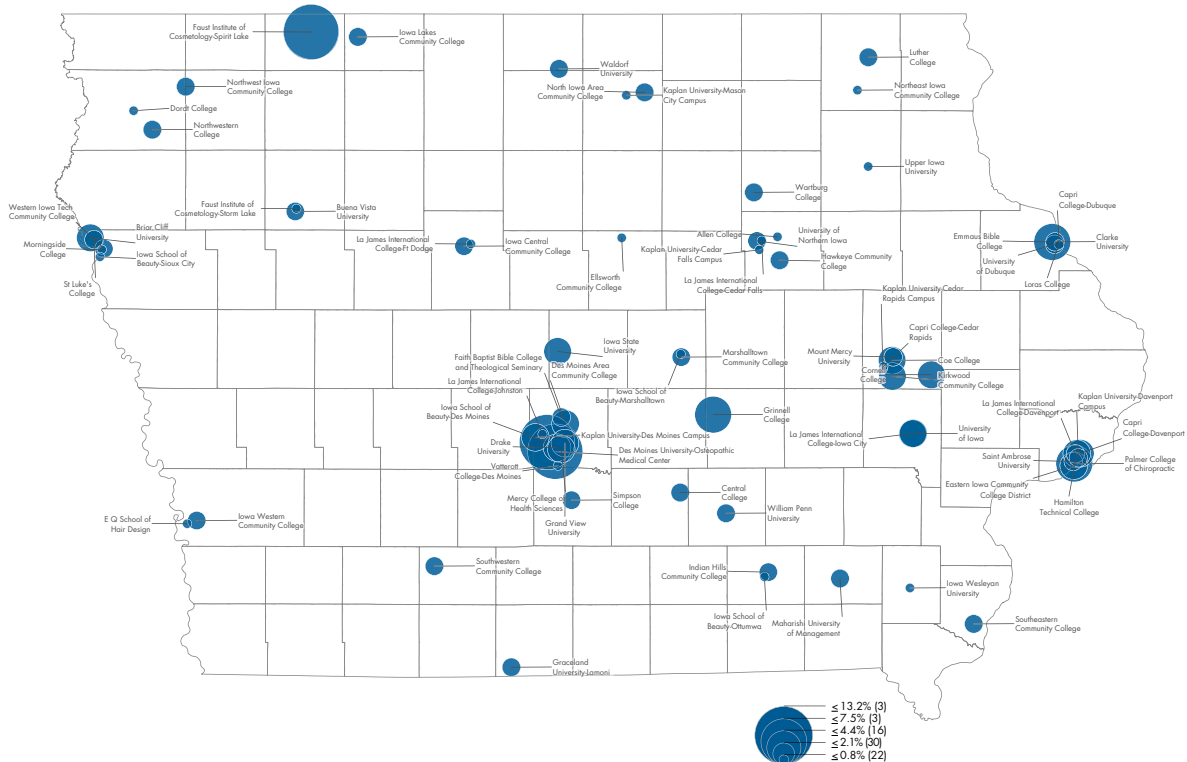 Faust Institute of
Cosmetology-Spirit Lake
Iowa Lakes
Community College
Waldorf
University
Luther
College
Northwest Iowa
Community College
North Iowa Area
Community College
Kaplan University-Mason
City Campus
Northeast Iowa
Community College
Dordt College
Northwestern
College
Upper Iowa
University
Wartburg
College
Capri
College-Dubuque
Western Iowa Tech
Community College
Faust Institute of
Cosmetology-Storm Lake
Buena Vista
University
Briar Cliff
University
Morningside
College
Iowa School of
Beauty-Sioux City
St Luke's
College
La James International
College-Ft Dodge
Iowa Central
Community College
Ellsworth
Community College
Allen College
University of
Northern Iowa
Kaplan University-Cedar
Falls Campus
Hawkeye Community
College
La James International
College-Cedar Falls
Emmaus Bible
College
Clarke
University
University
of Dubuque
Loras College
Kaplan University-Cedar
Rapids Campus
Capri College-Cedar
Rapids
Iowa State
University
Faith Baptist Bible College
and Theological Seminary
Des Moines Area
Community College
Marshalltown
Community College
Mount Mercy
University
Coe College
Cornell
College
Kirkwood
Community College
La James International
College-Johnston
Iowa School of
Beauty-Marshalltown
Iowa School of
Beauty-Des Moines
Grinnell
College
La James International
College-Davenport
Kaplan University-Davenport
Campus
Kaplan University-Des Moines Campus
La James International
College-Iowa City
University
of Iowa
Capri
College-Davenport
Drake
University
Des Moines University-Osteopathic
Medical Center
Saint Ambrose
University
Palmer College
of Chiropractic
Vatterott
College-Des Moines
Eastern Iowa Community
College District
Hamilton
Technical College
Mercy College of
Health Sciences
Simpson
College
Central
College
William Penn
University
Grand View
University
E Q School of
Hair Design
Iowa Western
Community College
Southwestern
Community College
Indian Hills
Community College
Iowa School of
Beauty-Ottumwa
Maharishi University
of Management
Iowa Wesleyan
University
Southeastern
Community College
Graceland
University-Lamoni
≤ 13.2% (3)
≤ 7.5% (3)
≤ 4.4% (16)
≤ 2.1% (30)
≤ 0.8% (22)